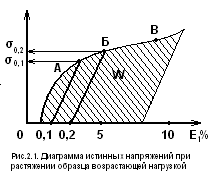 В
Б
σ0,2
А
W
σ0,1
0 0,1 0,2 5 10 E₁%
Рис.2.1. Диаграмма истинных напряжений при
растяжении образца возрастающей нагрузкой